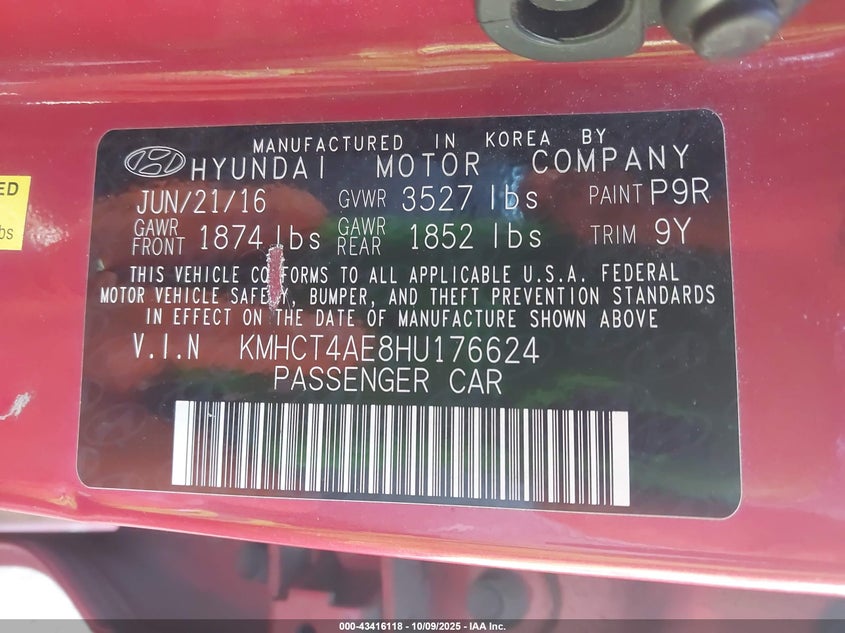 MANUFACTURED IN KOREA BY
HYUNDAI MOTOR COMPANY
JUN/21/16 GVWR 3527 lbs PAINT P9R
GAWR FRONT 1874 lbs GAWR REAR 1852 lbs TRIM 9Y
THIS VEHICLE CONFORMS TO ALL APPLICABLE U.S.A. FEDERAL
MOTOR VEHICLE SAFETY, BUMPER, AND THEFT PREVENTION STANDARDS
IN EFFECT ON THE DATE OF MANUFACTURE SHOWN ABOVE
V.I.N KMHCT4AE8HU176624
PASSENGER CAR
ED
lbs
000-43416118 - 10/09/2025 - IAA Inc.